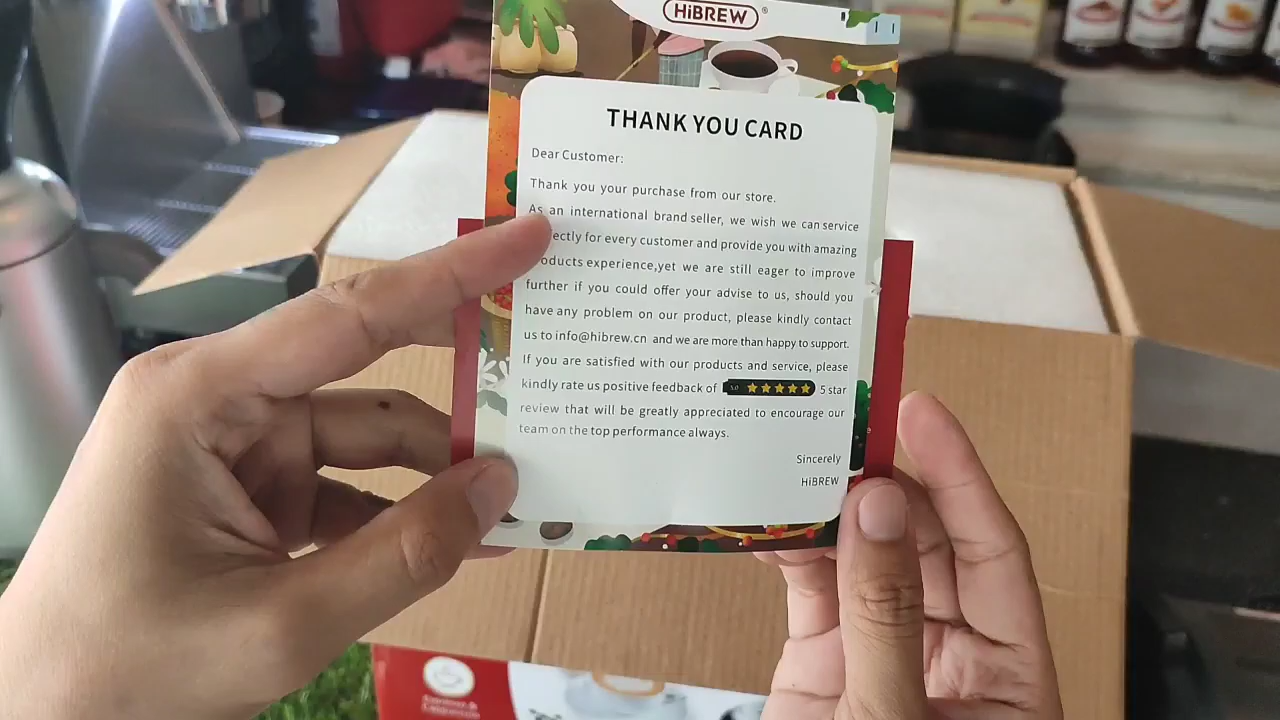 HiBREW®
THANK YOU CARD
Dear Customer:
Thank you your purchase from our store.
As an international brand seller, we wish we can service
ectly for every customer and provide you with amazing
oducts experience,yet we are still eager to improve
further if you could offer your advise to us, should you
have any problem on our product, please kindly contact
us to info@hibrew.cn and we are more than happy to support.
If you are satisfied with our products and service, please
kindly rate us positive feedback of 5.0 ★★★★★ 5 star
review that will be greatly appreciated to encourage our
team on the top performance always.
Sincerely
HiBREW